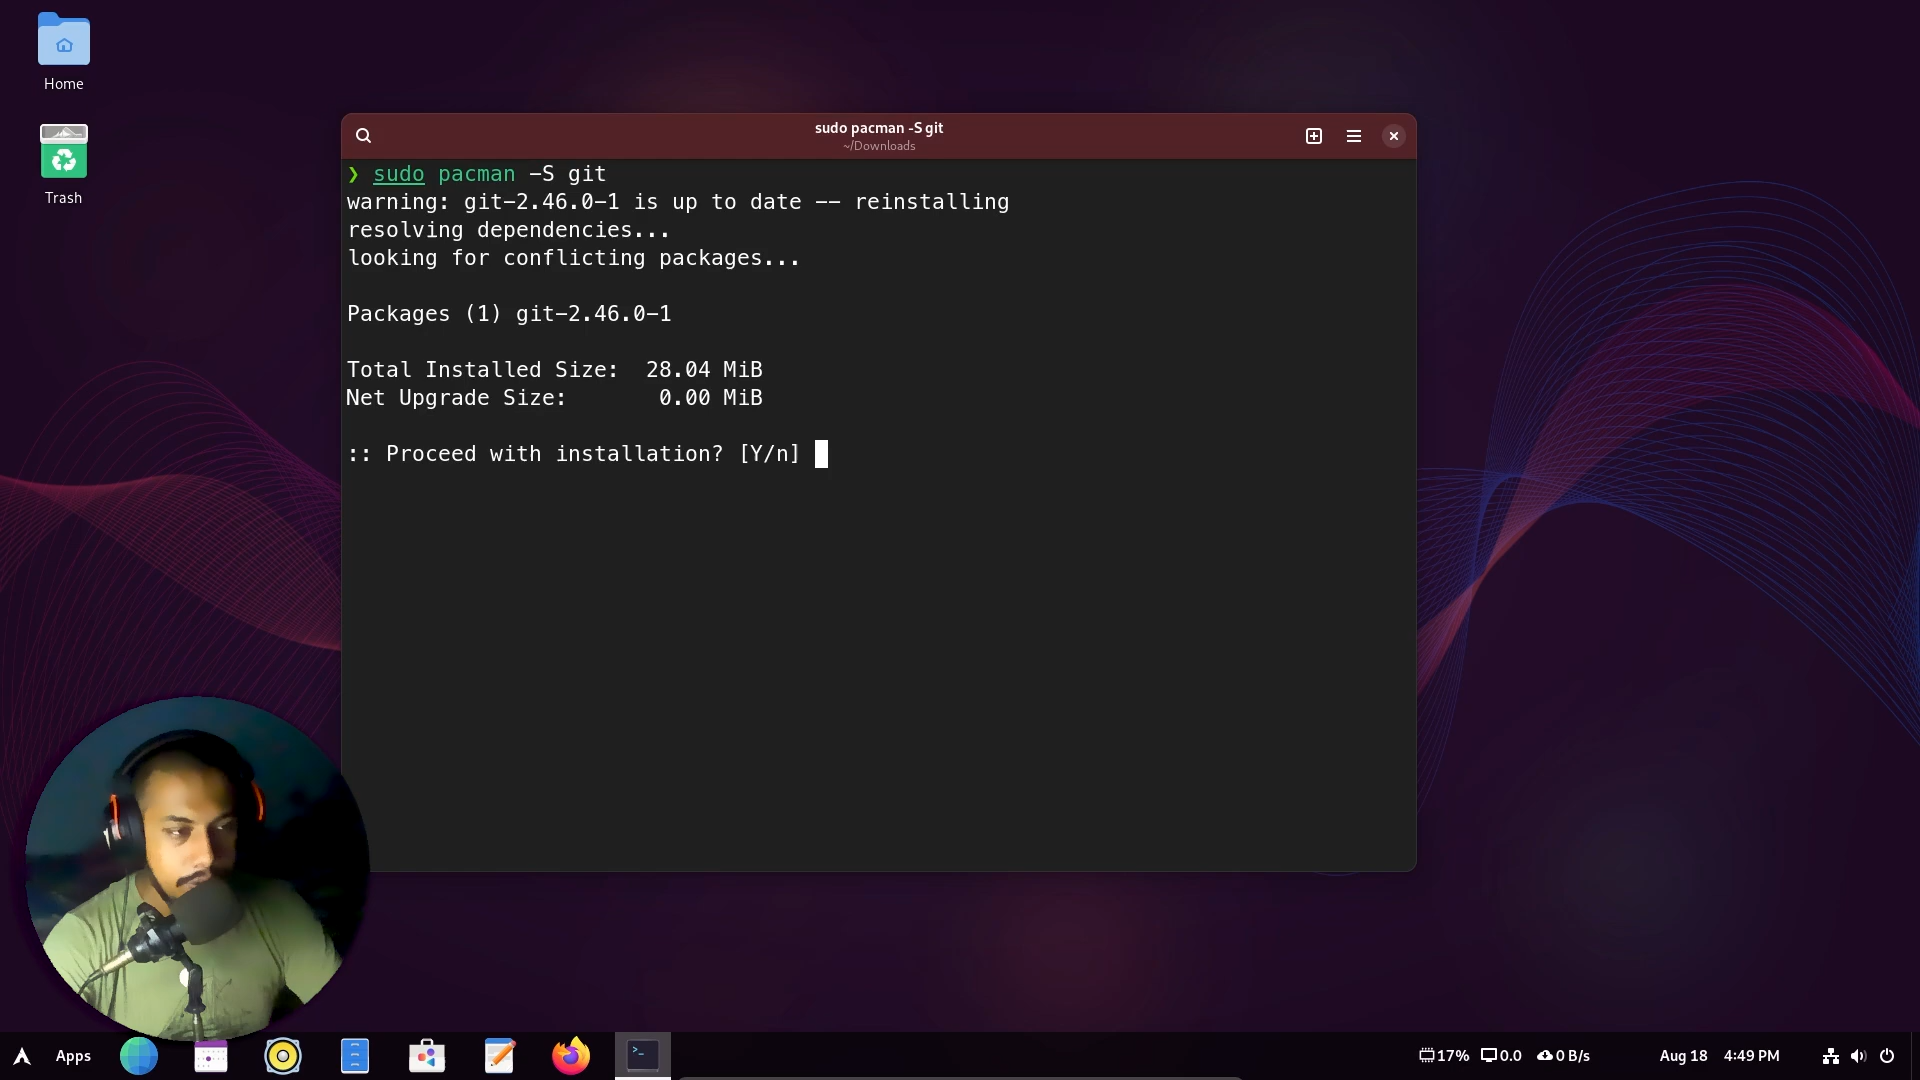 Home
Trash
sudo pacman -S git
~/Downloads
❯ sudo pacman -S git
warning: git-2.46.0-1 is up to date -- reinstalling
resolving dependencies...
looking for conflicting packages...
Packages (1) git-2.46.0-1
Total Installed Size:  28.04 MiB
Net Upgrade Size:       0.00 MiB
:: Proceed with installation? [Y/n]
Apps
17% 0.0 0 B/s Aug 18 4:49 PM